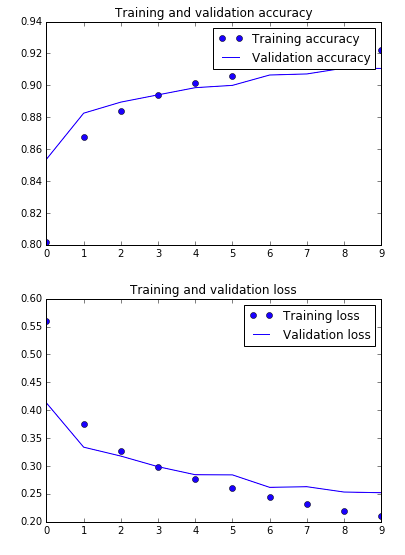 Training and validation accuracy
0.94
0.92
0.90
0.88
0.86
0.84
0.82
0.80
Training accuracy
Validation accuracy
0 1 2 3 4 5 6 7 8 9
Training and validation loss
0.60
0.55
0.50
0.45
0.40
0.35
0.30
0.25
0.20
Training loss
Validation loss
0 1 2 3 4 5 6 7 8 9